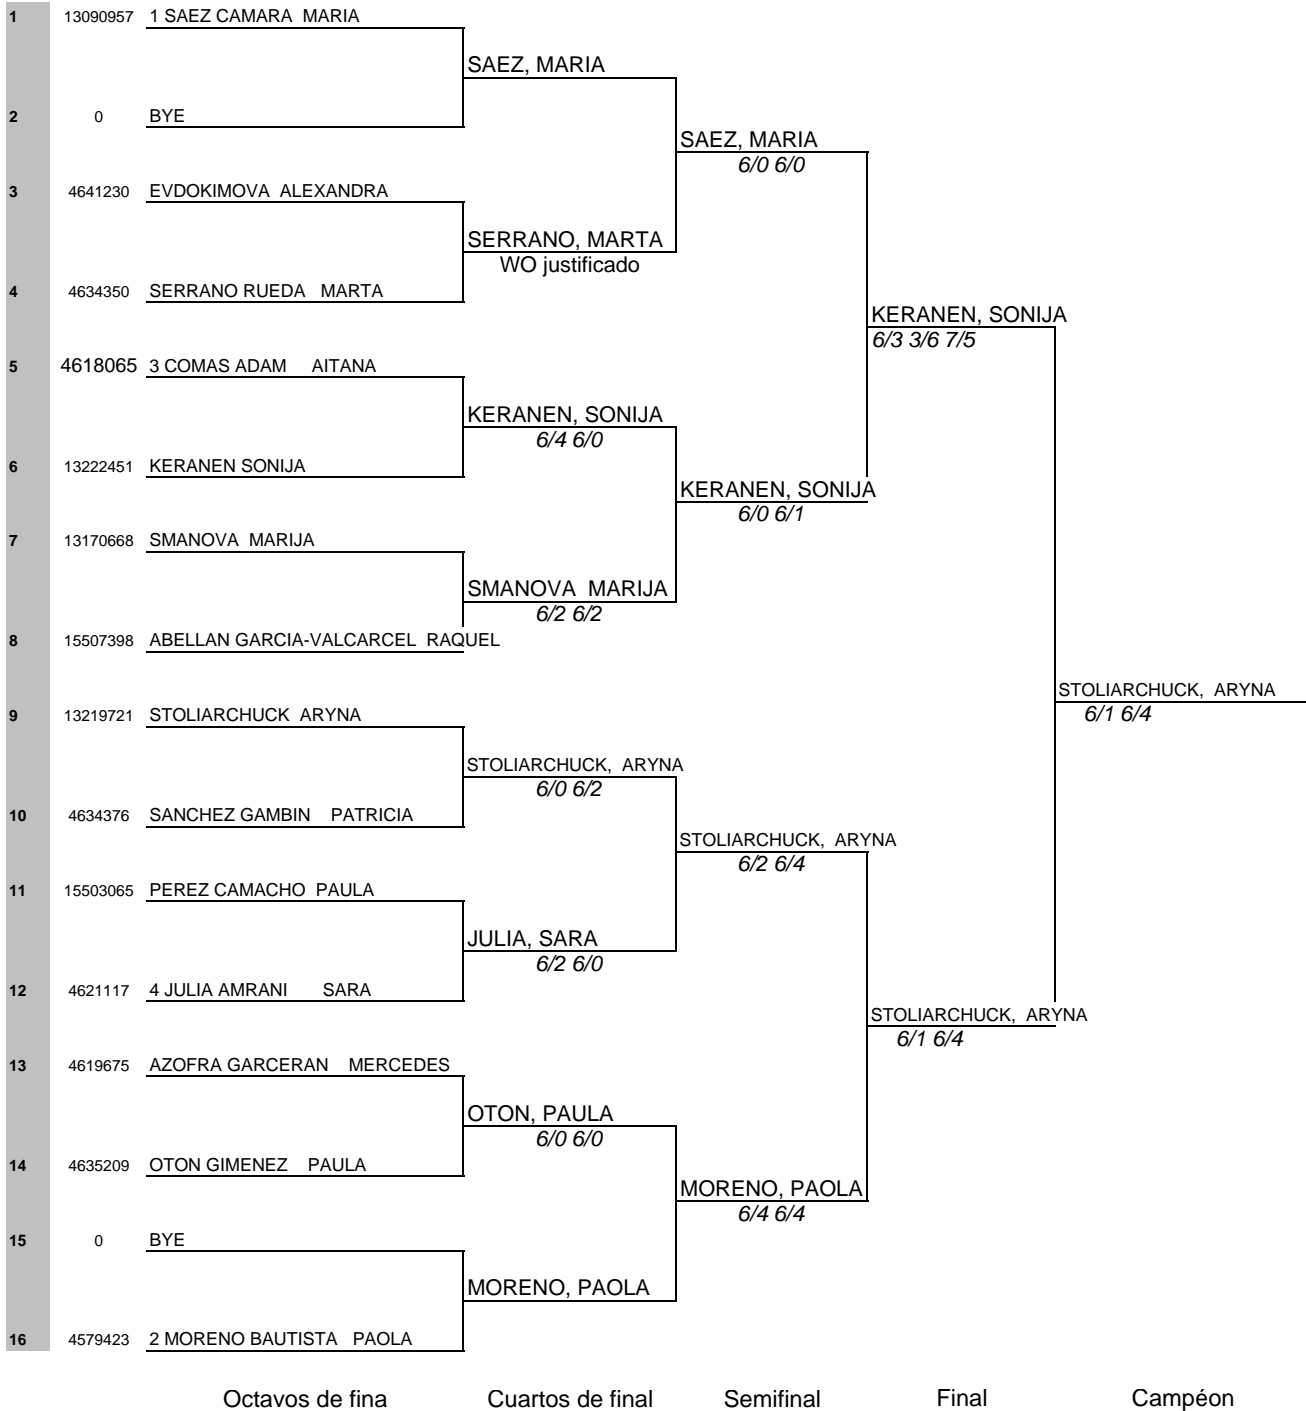 1 13090957 1 SAEZ CAMARA MARIA
SAEZ, MARIA
2 0 BYE
SAEZ, MARIA
6/0 6/0
3 4641230 EVDOKIMOVA ALEXANDRA
SERRANO, MARTA
WO justificado
4 4634350 SERRANO RUEDA MARTA
KERANEN, SONIJA
6/3 3/6 7/5
5 4618065 3 COMAS ADAM AITANA
KERANEN, SONIJA
6/4 6/0
6 13222451 KERANEN SONIJA
KERANEN, SONIJA
6/0 6/1
7 13170668 SMANOVA MARIJA
SMANOVA MARIJA
6/2 6/2
8 15507398 ABELLAN GARCIA-VALCARCEL RAQUEL
STOLIARCHUCK, ARYNA
6/1 6/4
9 13219721 STOLIARCHUCK ARYNA
STOLIARCHUCK, ARYNA
6/0 6/2
10 4634376 SANCHEZ GAMBIN PATRICIA
STOLIARCHUCK, ARYNA
6/2 6/4
11 15503065 PEREZ CAMACHO PAULA
JULIA, SARA
6/2 6/0
12 4621117 4 JULIA AMRANI SARA
STOLIARCHUCK, ARYNA
6/1 6/4
13 4619675 AZOFRA GARCERAN MERCEDES
OTON, PAULA
6/0 6/0
14 4635209 OTON GIMENEZ PAULA
MORENO, PAOLA
6/4 6/4
15 0 BYE
MORENO, PAOLA
16 4579423 2 MORENO BAUTISTA PAOLA
Octavos de fina Cuartos de final Semifinal Final Campéon